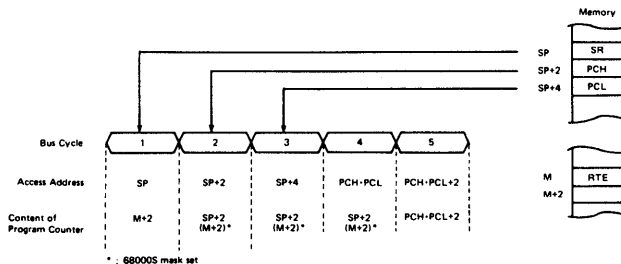 Memory
SP SR
SP+2 PCH
SP+4 PCL
Bus Cycle 1 2 3 4 5
Access Address SP SP+2 SP+4 PCH·PCL PCH·PCL+2
M RTE
M+2
Content of Program Counter M+2 SP+2 (M+2)* SP+2 (M+2)* SP+2 (M+2)* PCH·PCL+2
* : 68000S mask set